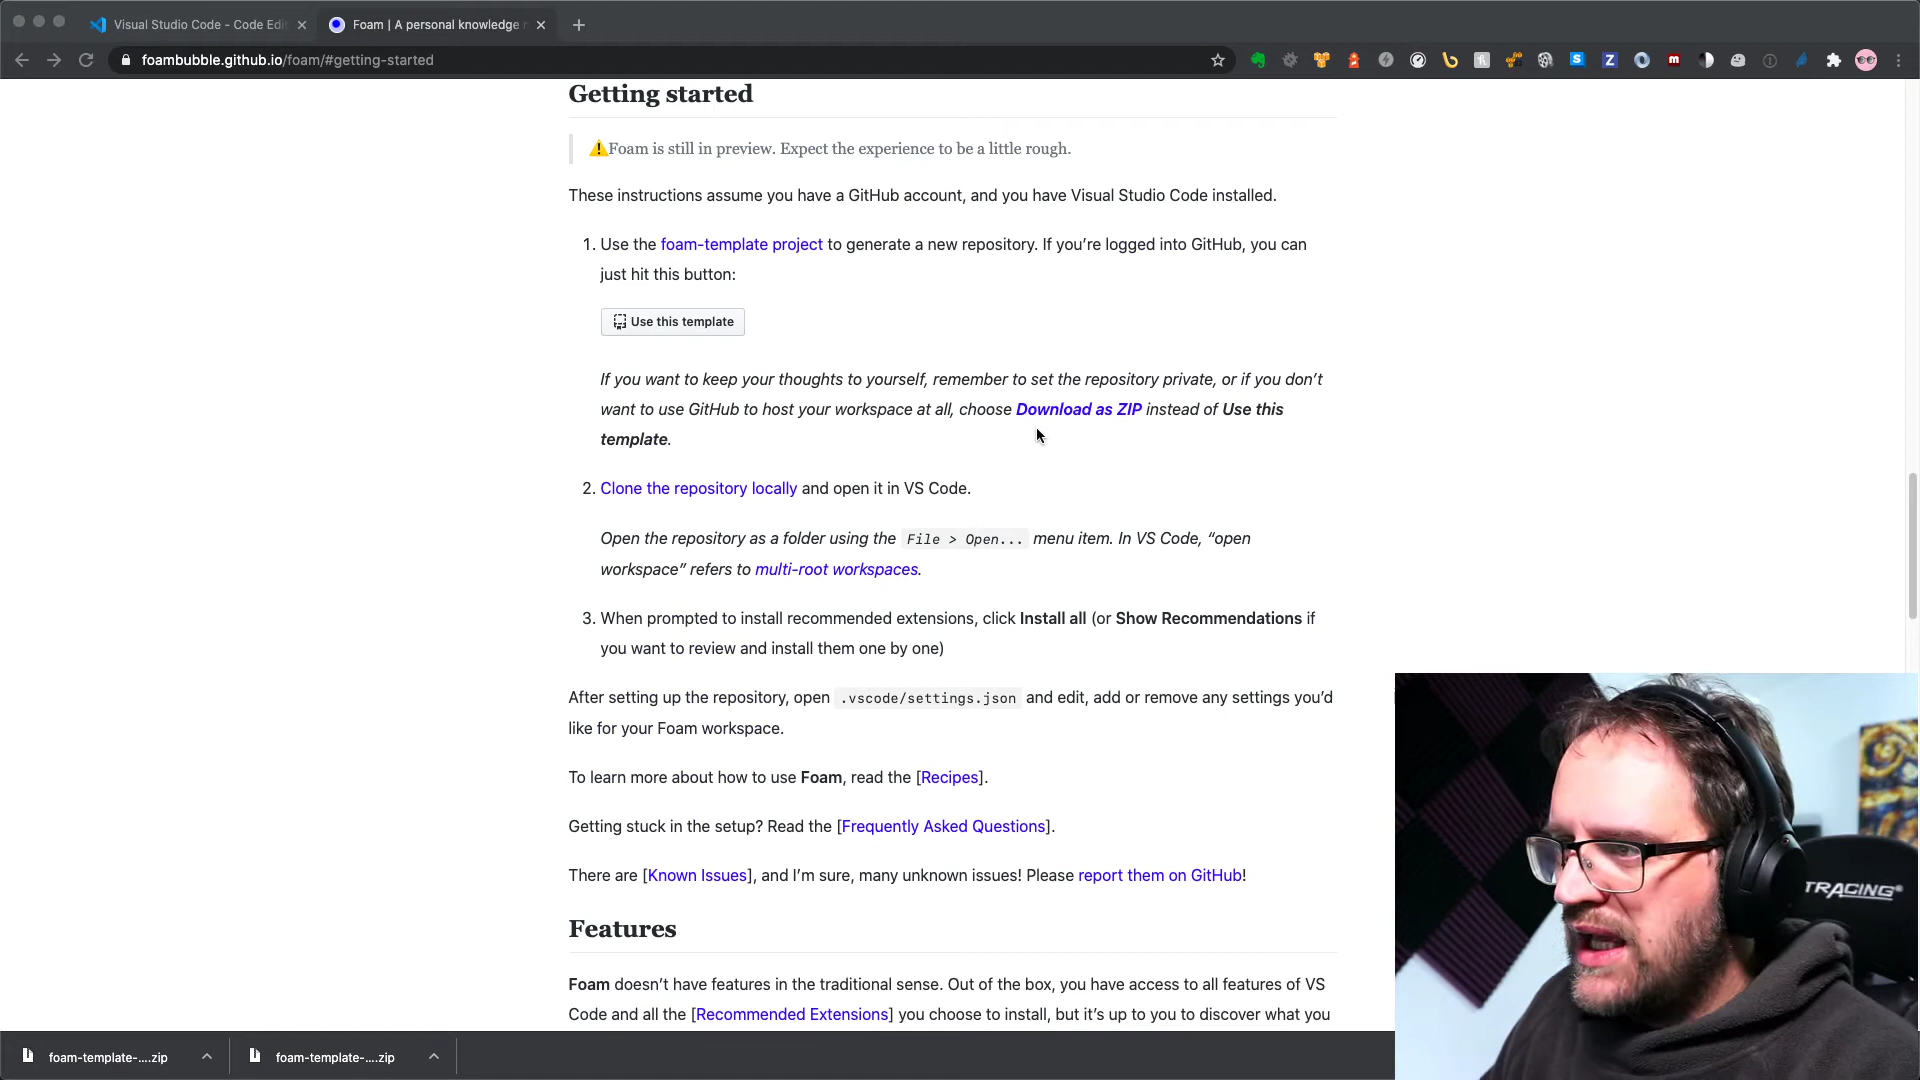 Visual Studio Code - Code Edi
Foam | A personal knowledge
foambubble.github.io/foam/#getting-started
Getting started
⚠Foam is still in preview. Expect the experience to be a little rough.
These instructions assume you have a GitHub account, and you have Visual Studio Code installed.
1. Use the foam-template project to generate a new repository. If you’re logged into GitHub, you can
just hit this button:
Use this template
If you want to keep your thoughts to yourself, remember to set the repository private, or if you don’t
want to use GitHub to host your workspace at all, choose Download as ZIP instead of Use this
template.
2. Clone the repository locally and open it in VS Code.
Open the repository as a folder using the File > Open... menu item. In VS Code, “open
workspace” refers to multi-root workspaces.
3. When prompted to install recommended extensions, click Install all (or Show Recommendations if
you want to review and install them one by one)
After setting up the repository, open .vscode/settings.json and edit, add or remove any settings you’d
like for your Foam workspace.
To learn more about how to use Foam, read the [Recipes].
Getting stuck in the setup? Read the [Frequently Asked Questions].
There are [Known Issues], and I’m sure, many unknown issues! Please report them on GitHub!
Features
Foam doesn’t have features in the traditional sense. Out of the box, you have access to all features of VS
Code and all the [Recommended Extensions] you choose to install, but it’s up to you to discover what you
TRACING®
foam-template-....zip
foam-template-....zip